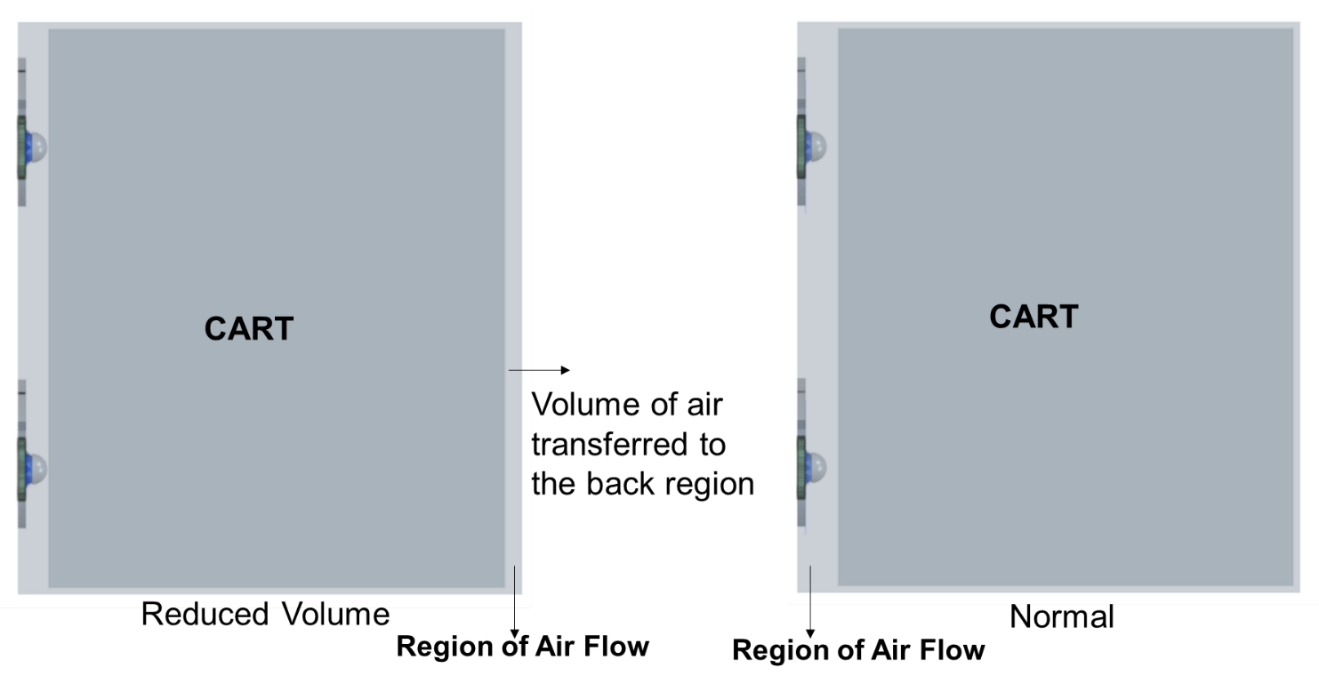 CART
CART
Volume of air
transferred to
the back region
Reduced Volume
Normal
Region of Air Flow
Region of Air Flow